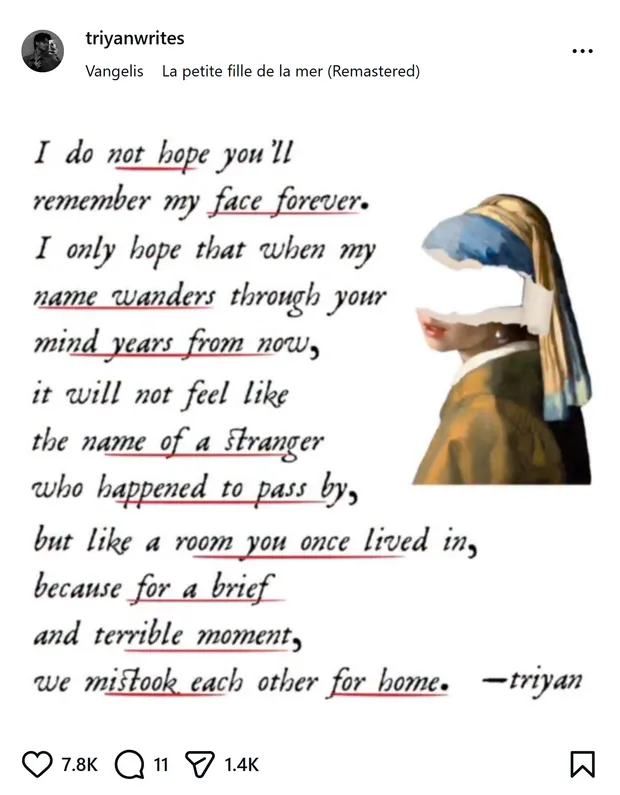 triyanwrites
Vangelis La petite fille de la mer (Remastered)
I do not hope you'll
remember my face forever.
I only hope that when my
name wanders through your
mind years from now,
it will not feel like
the name of a stranger
who happened to pass by,
but like a room you once lived in,
because for a brief
and terrible moment,
we mistook each other for home. —triyan
7.8K 11 1.4K